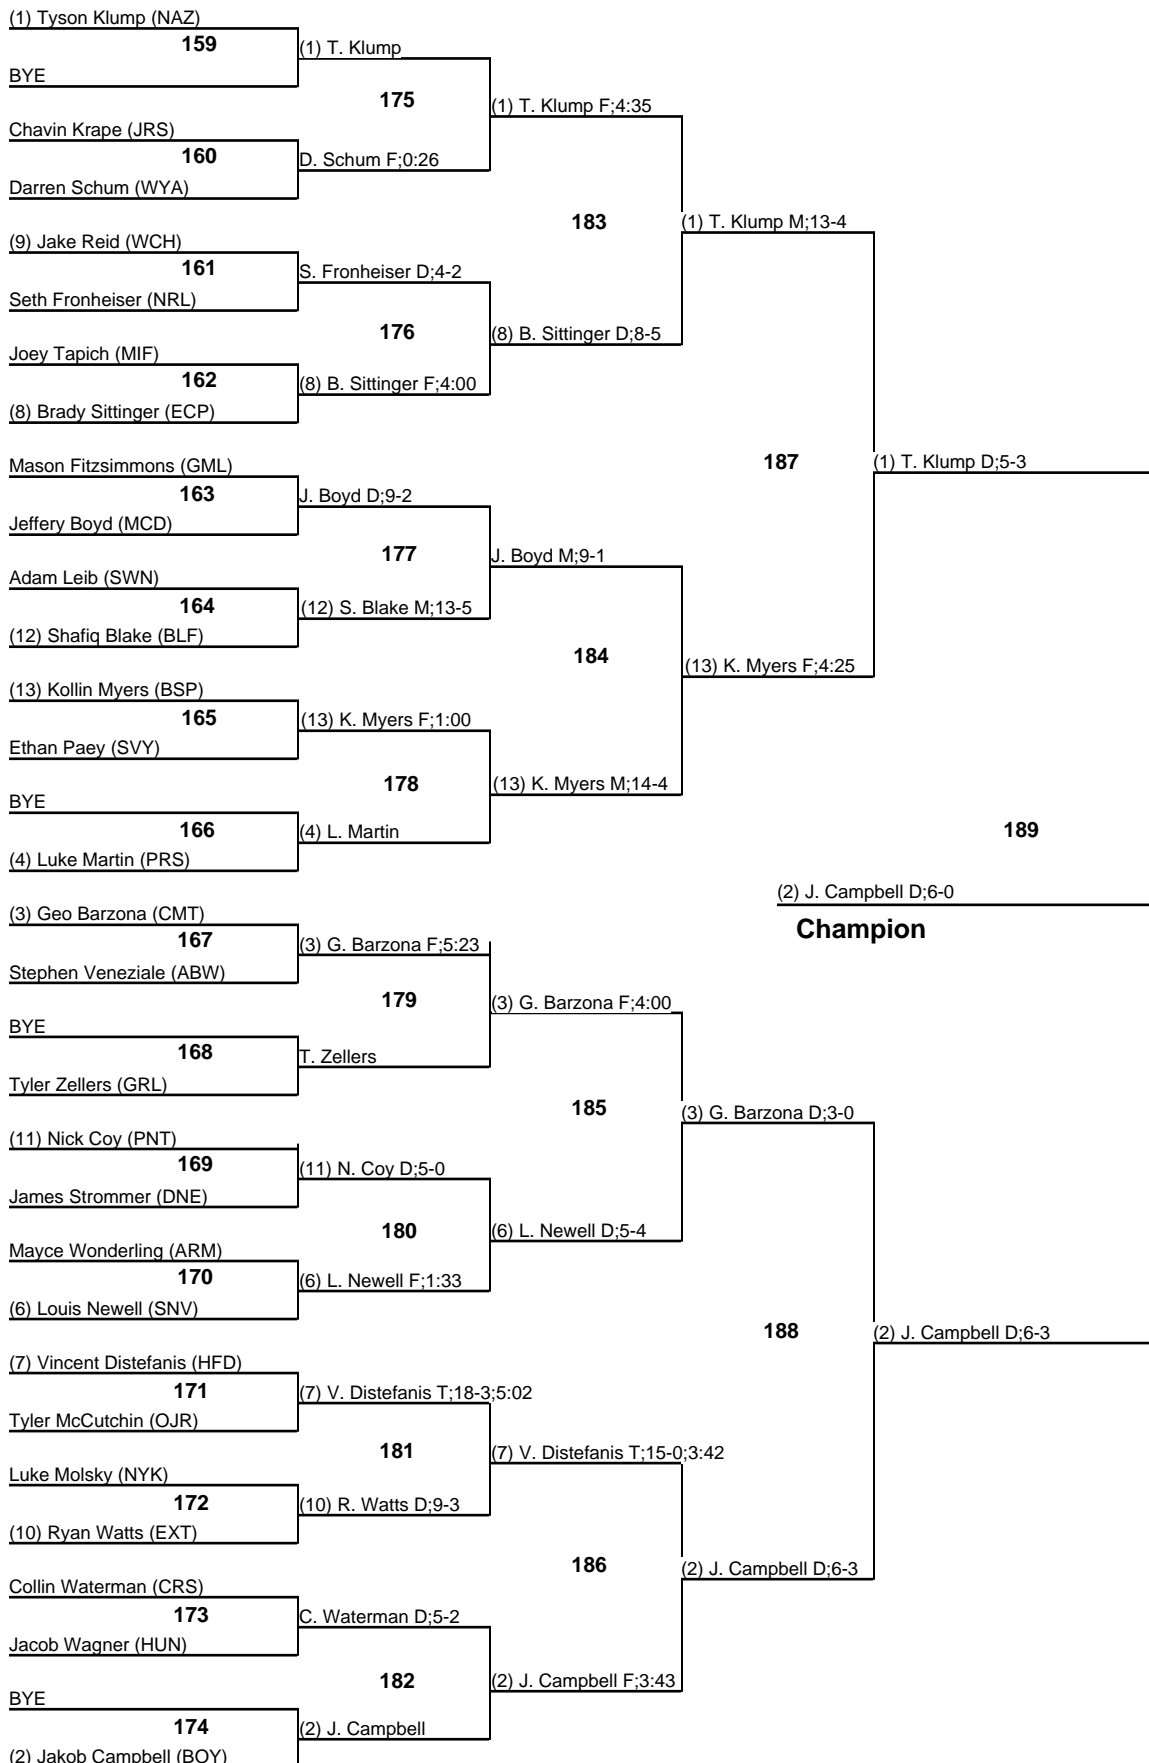 (1) Tyson Klump (NAZ)
159
(1) T. Klump
BYE
175
(1) T. Klump F;4:35
Chavin Krape (JRS)
160
D. Schum F;0:26
Darren Schum (WYA)
183
(1) T. Klump M;13-4
(9) Jake Reid (WCH)
161
S. Fronheiser D;4-2
Seth Fronheiser (NRL)
176
(8) B. Sittinger D;8-5
Joey Tapich (MIF)
162
(8) B. Sittinger F;4:00
(8) Brady Sittinger (ECP)
187
(1) T. Klump D;5-3
Mason Fitzsimmons (GML)
163
J. Boyd D;9-2
Jeffery Boyd (MCD)
177
J. Boyd M;9-1
Adam Leib (SWN)
164
(12) S. Blake M;13-5
(12) Shafiq Blake (BLF)
184
(13) K. Myers F;4:25
(13) Kollin Myers (BSP)
165
(13) K. Myers F;1:00
Ethan Paey (SVY)
178
(13) K. Myers M;14-4
BYE
166
(4) L. Martin
(4) Luke Martin (PRS)
189
(2) J. Campbell D;6-0
Champion
(3) Geo Barzona (CMT)
167
(3) G. Barzona F;5:23
Stephen Veneziale (ABW)
179
(3) G. Barzona F;4:00
BYE
168
T. Zellers
Tyler Zellers (GRL)
185
(3) G. Barzona D;3-0
(11) Nick Coy (PNT)
169
(11) N. Coy D;5-0
James Strommer (DNE)
180
(6) L. Newell D;5-4
Mayce Wonderling (ARM)
170
(6) L. Newell F;1:33
(6) Louis Newell (SNV)
188
(2) J. Campbell D;6-3
(7) Vincent Distefanis (HFD)
171
(7) V. Distefanis T;18-3;5:02
Tyler McCutchin (OJR)
181
(7) V. Distefanis T;15-0;3:42
Luke Molsky (NYK)
172
(10) R. Watts D;9-3
(10) Ryan Watts (EXT)
186
(2) J. Campbell D;6-3
Collin Waterman (CRS)
173
C. Waterman D;5-2
Jacob Wagner (HUN)
182
(2) J. Campbell F;3:43
BYE
174
(2) J. Campbell
(2) Jakob Campbell (BOY)